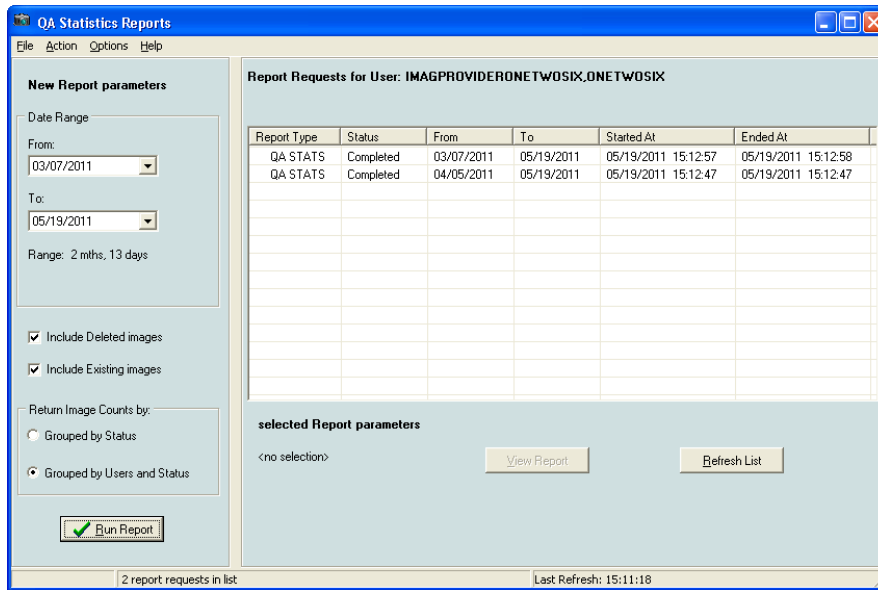 QA Statistics Reports
File Action Options Help
New Report parameters
Date Range
From:
03/07/2011
To:
05/19/2011
Range: 2 mths, 13 days
Include Deleted images
Include Existing images
Return Image Counts by:
Grouped by Status
Grouped by Users and Status
Run Report
Report Requests for User: IMAGPROVIDERONETWOSIX,ONETWOSIX
Report Type Status From To Started At Ended At
QA STATS Completed 03/07/2011 05/19/2011 05/19/2011 15:12:57 05/19/2011 15:12:58
QA STATS Completed 04/05/2011 05/19/2011 05/19/2011 15:12:47 05/19/2011 15:12:47
selected Report parameters
<no selection>
View Report
Refresh List
2 report requests in list
Last Refresh: 15:11:18